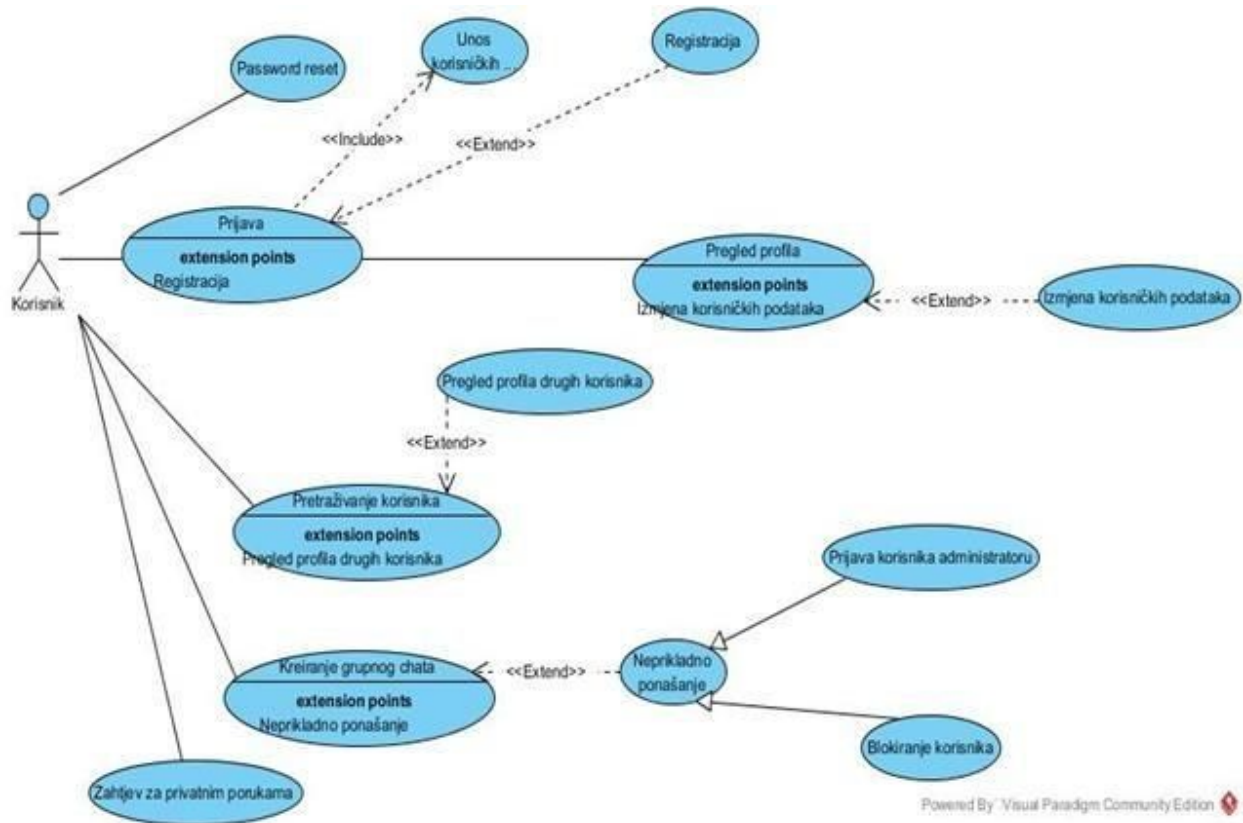 Unos
korisničkih ...
Registracija
Password reset
<<Include>>
<<Extend>>
Prijava
extension points
Registracija
Korisnik
Pregled profila
extension points
Izmjena korisničkih podataka
<<Extend>>
Izmjena korisničkih podataka
Pregled profila drugih korisnika
<<Extend>>
Pretraživanje korisnika
extension points
Pregled profila drugih korisnika
Prijava korisnika administratoru
Kreiranje grupnog chata
extension points
Neprikladno ponašanje
<<Extend>>
Neprikladno
ponašanje
Blokiranje korisnika
Zahtjev za privatnim porukama
Powered By Visual Paradigm Community Edition